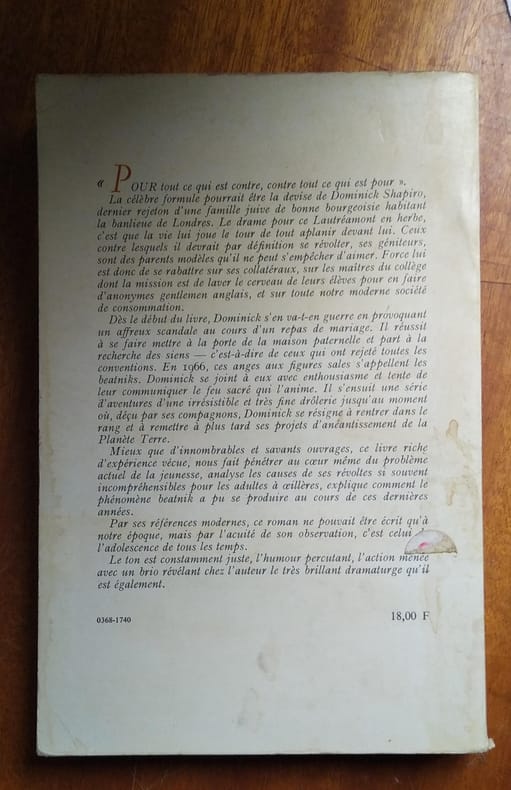 « POUR tout ce qui est contre, contre tout ce qui est pour ».
La célèbre formule pourrait être la devise de Dominick Shapiro,
dernier rejeton d'une famille juive de bonne bourgeoisie habitant
la banlieue de Londres. Le drame pour ce Lautréamont en herbe,
c'est que la vie lui joue le tour de tout aplanir devant lui. Ceux
contre lesquels il devrait par définition se révolter, ses géniteurs,
sont des parents modèles qu'il ne peut s'empêcher d'aimer. Force lui
est donc de se rabattre sur ses collatéraux, sur les maîtres du collège
dont la mission est de laver le cerveau de leurs élèves pour en faire
d'anonymes gentlemen anglais, et sur toute notre moderne société
de consommation.
Dès le début du livre, Dominick s'en va-t-en guerre en provoquant
un affreux scandale au cours d'un repas de mariage. Il réussit
à se faire mettre à la porte de la maison paternelle et part à la
recherche des siens — c'est-à-dire de ceux qui ont rejeté toutes les
conventions. En 1966, ces anges aux figures sales s'appellent les
beatniks. Dominick se joint à eux avec enthousiasme et tente de
leur communiquer le feu sacré qui l'anime. Il s'ensuit une série
d'aventures d'une irrésistible et très fine drôlerie jusqu'au moment
où, déçu par ses compagnons, Dominick se résigne à rentrer dans le
rang et à remettre à plus tard ses projets d'anéantissement de la
Planète Terre.
Mieux que d'innombrables et savants ouvrages, ce livre riche
d'expérience vécue, nous fait pénétrer au cœur même du problème
actuel de la jeunesse, analyse les causes de ses révoltes si souvent
incompréhensibles pour les adultes à œillères, explique comment le
phénomène beatnik a pu se produire au cours de ces dernières
années.
Par ses références modernes, ce roman ne pouvait être écrit qu'à
notre époque, mais par l'acuité de son observation, c'est celui
l'adolescence de tous les temps.
Le ton est constamment juste, l'humour percutant, l'action menée
avec un brio révélant chez l'auteur le très brillant dramaturge qu'il
est également.
0368-1740
18,00 F